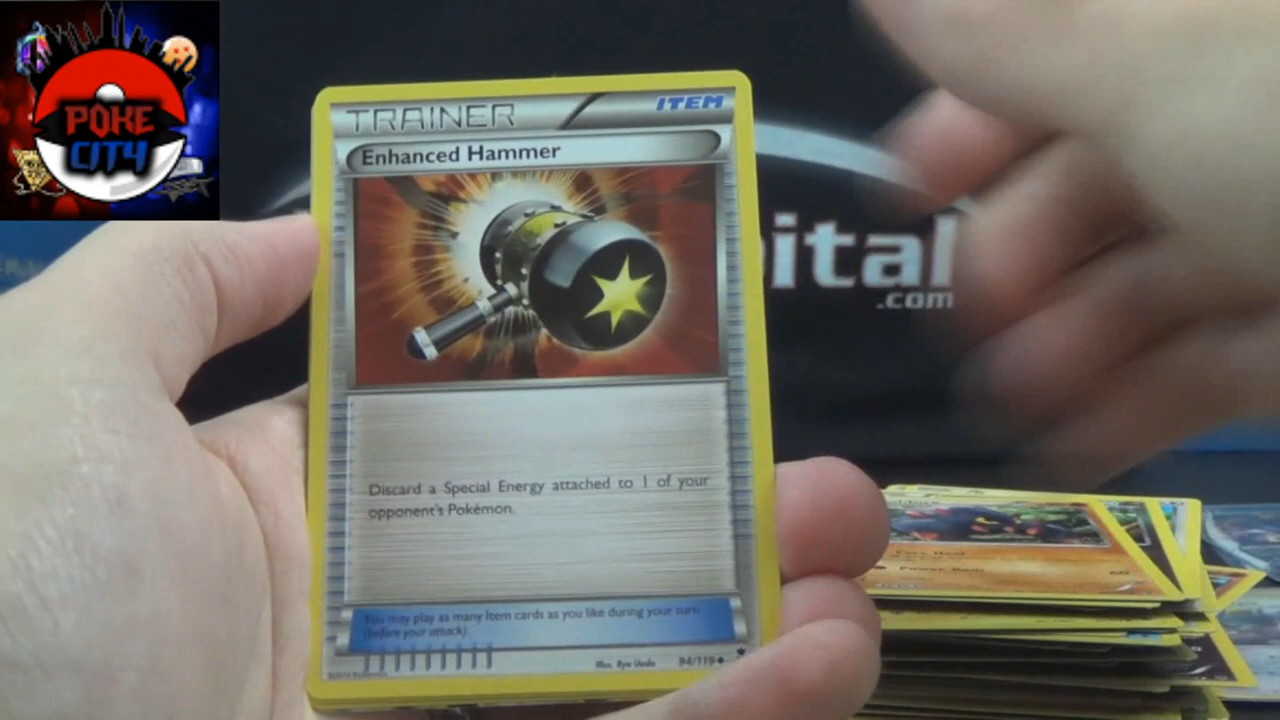 POKE
CITY
TRAINER
ITEM
Enhanced Hammer
Discard a Special Energy attached to 1 of your
opponent's Pokémon.
You may play as many Item cards as you like during your turn
(before your attack).
Illus. Ryo Ueda
94/119
ital
.com
60